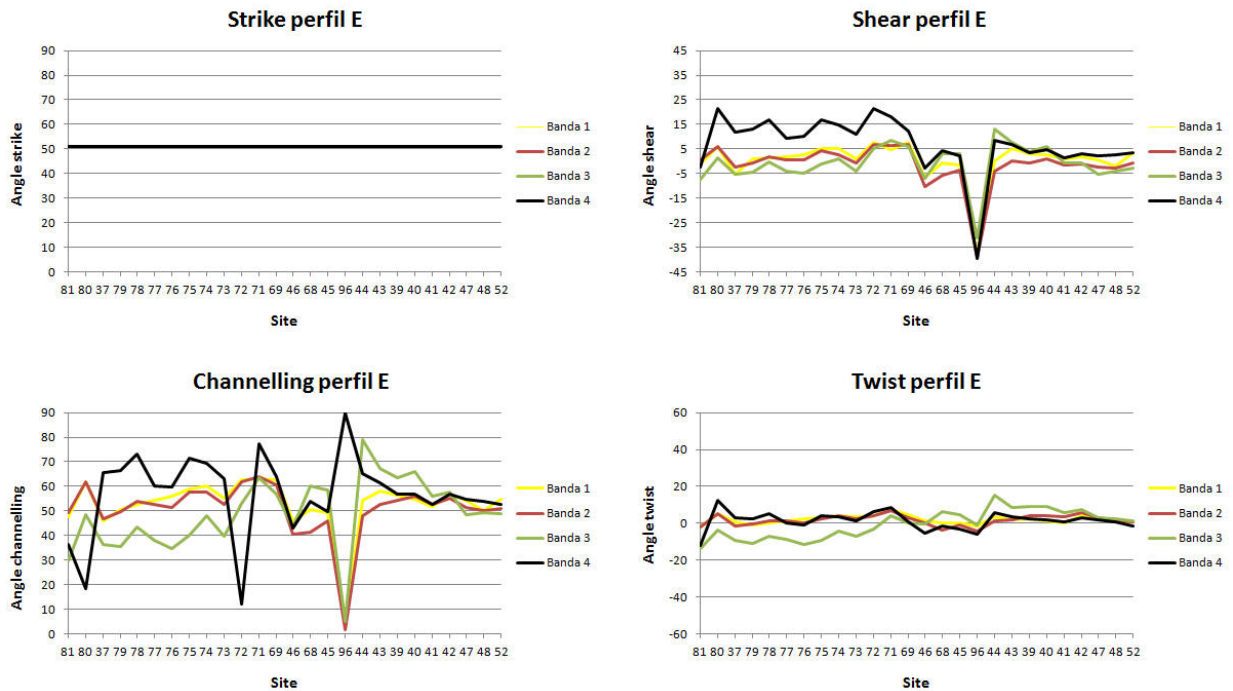 Strike perfil E
90
80
70
60
50
40
30
20
10
0
Angle strike
81 80 37 79 78 77 76 75 74 73 72 71 69 46 68 45 96 44 43 39 40 41 42 47 48 52
Site
Banda 1
Banda 2
Banda 3
Banda 4
Shear perfil E
45
35
25
15
5
-5
-15
-25
-35
-45
Angle shear
81 80 37 79 78 77 76 75 74 73 72 71 69 46 68 45 96 44 43 39 40 41 42 47 48 52
Site
Banda 1
Banda 2
Banda 3
Banda 4
Channelling perfil E
90
80
70
60
50
40
30
20
10
0
Angle channelling
81 80 37 79 78 77 76 75 74 73 72 71 69 46 68 45 96 44 43 39 40 41 42 47 48 52
Site
Banda 1
Banda 2
Banda 3
Banda 4
Twist perfil E
60
40
20
0
-20
-40
-60
Angle twist
81 80 37 79 78 77 76 75 74 73 72 71 69 46 68 45 96 44 43 39 40 41 42 47 48 52
Site
Banda 1
Banda 2
Banda 3
Banda 4